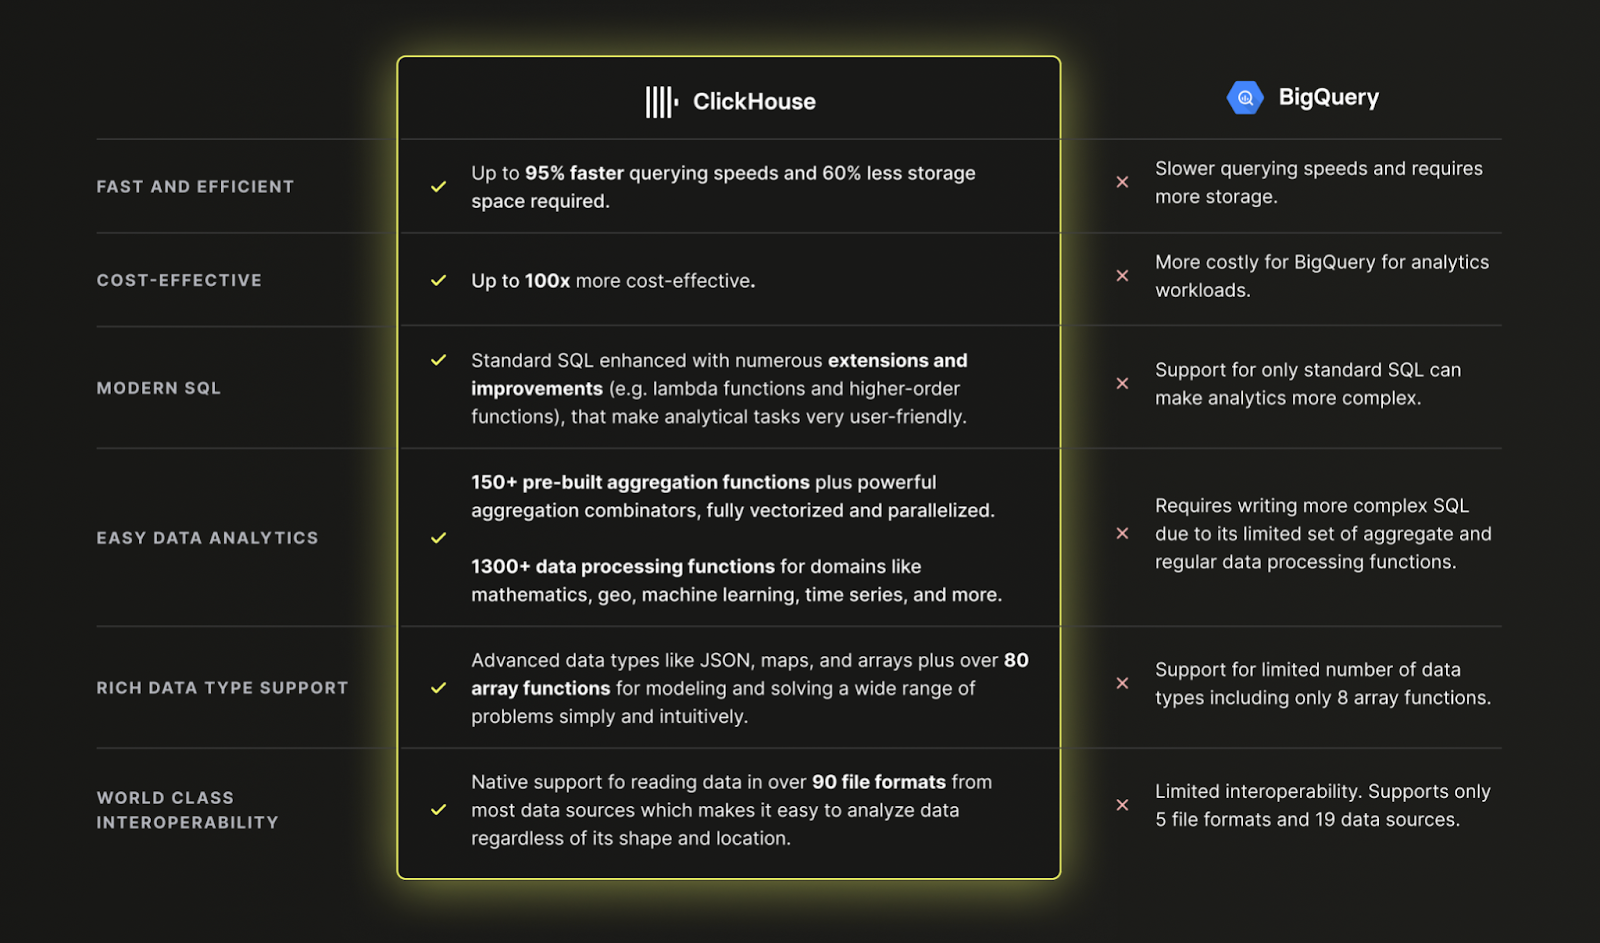 ClickHouse
BigQuery
FAST AND EFFICIENT
Up to 95% faster querying speeds and 60% less storage
space required.
Slower querying speeds and requires
more storage.
COST-EFFECTIVE
Up to 100x more cost-effective.
More costly for BigQuery for analytics
workloads.
MODERN SQL
Standard SQL enhanced with numerous extensions and
improvements (e.g. lambda functions and higher-order
functions), that make analytical tasks very user-friendly.
Support for only standard SQL can
make analytics more complex.
EASY DATA ANALYTICS
150+ pre-built aggregation functions plus powerful
aggregation combinators, fully vectorized and parallelized.
1300+ data processing functions for domains like
mathematics, geo, machine learning, time series, and more.
Requires writing more complex SQL
due to its limited set of aggregate and
regular data processing functions.
RICH DATA TYPE SUPPORT
Advanced data types like JSON, maps, and arrays plus over 80
array functions for modeling and solving a wide range of
problems simply and intuitively.
Support for limited number of data
types including only 8 array functions.
WORLD CLASS
INTEROPERABILITY
Native support fo reading data in over 90 file formats from
most data sources which makes it easy to analyze data
regardless of its shape and location.
Limited interoperability. Supports only
5 file formats and 19 data sources.